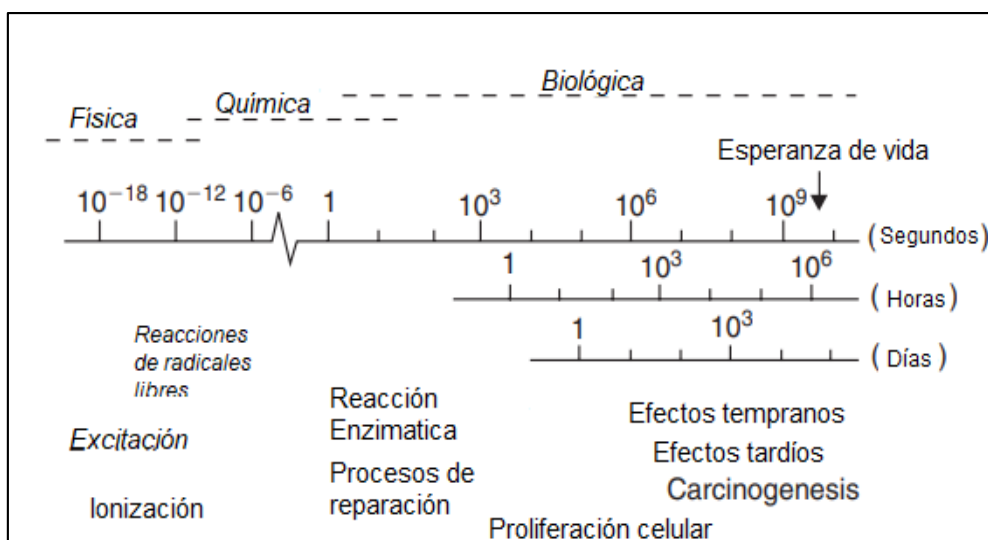 Biológica
Química
Física
Esperanza de vida
10⁻¹⁸ 10⁻¹² 10⁻⁶ 1 10³ 10⁶ 10⁹
(Segundos)
1 10³ 10⁶
(Horas)
1 10³
(Días)
Reacciones
de radicales
libres
Excitación
Ionización
Reacción
Enzimatica
Procesos de
reparación
Proliferación celular
Efectos tempranos
Efectos tardíos
Carcinogenesis